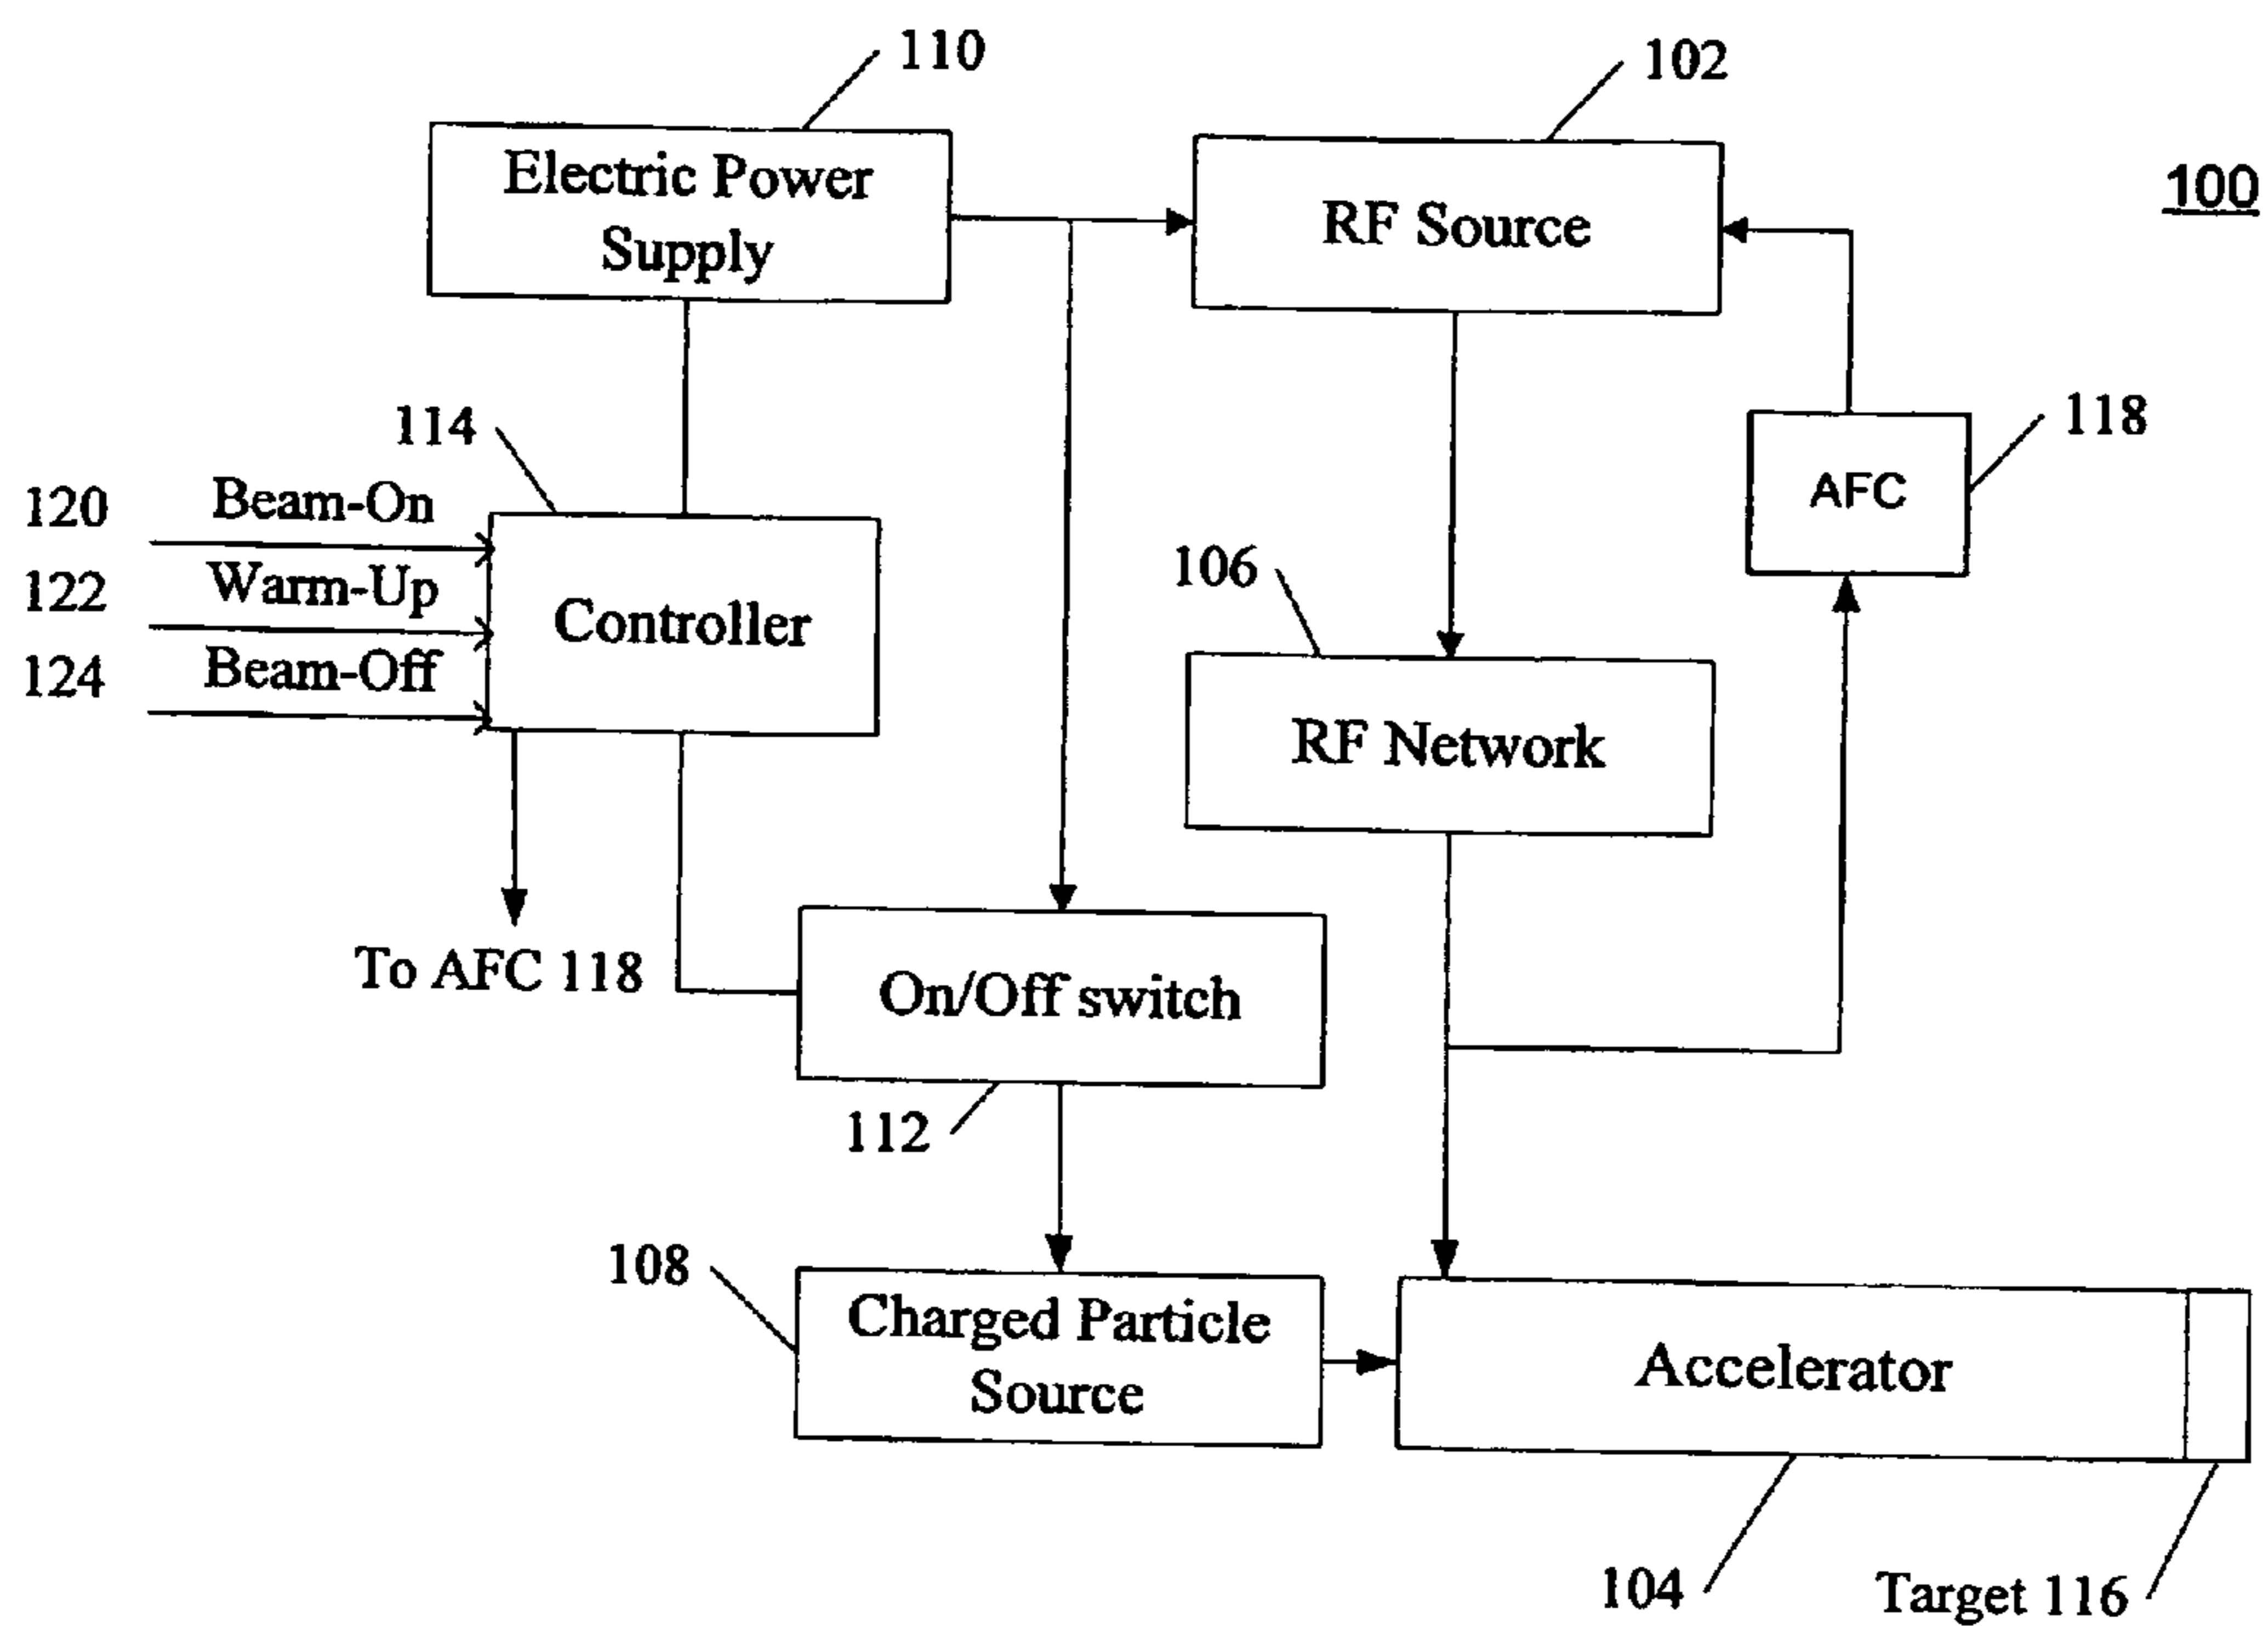 110
102
100
Electric Power
Supply
RF Source
114
118
AFC
120 Beam-On
122 Warm-Up
124 Beam-Off
Controller
106
RF Network
To AFC 118
On/Off switch
112
108
Charged Particle
Source
Accelerator
104
Target 116